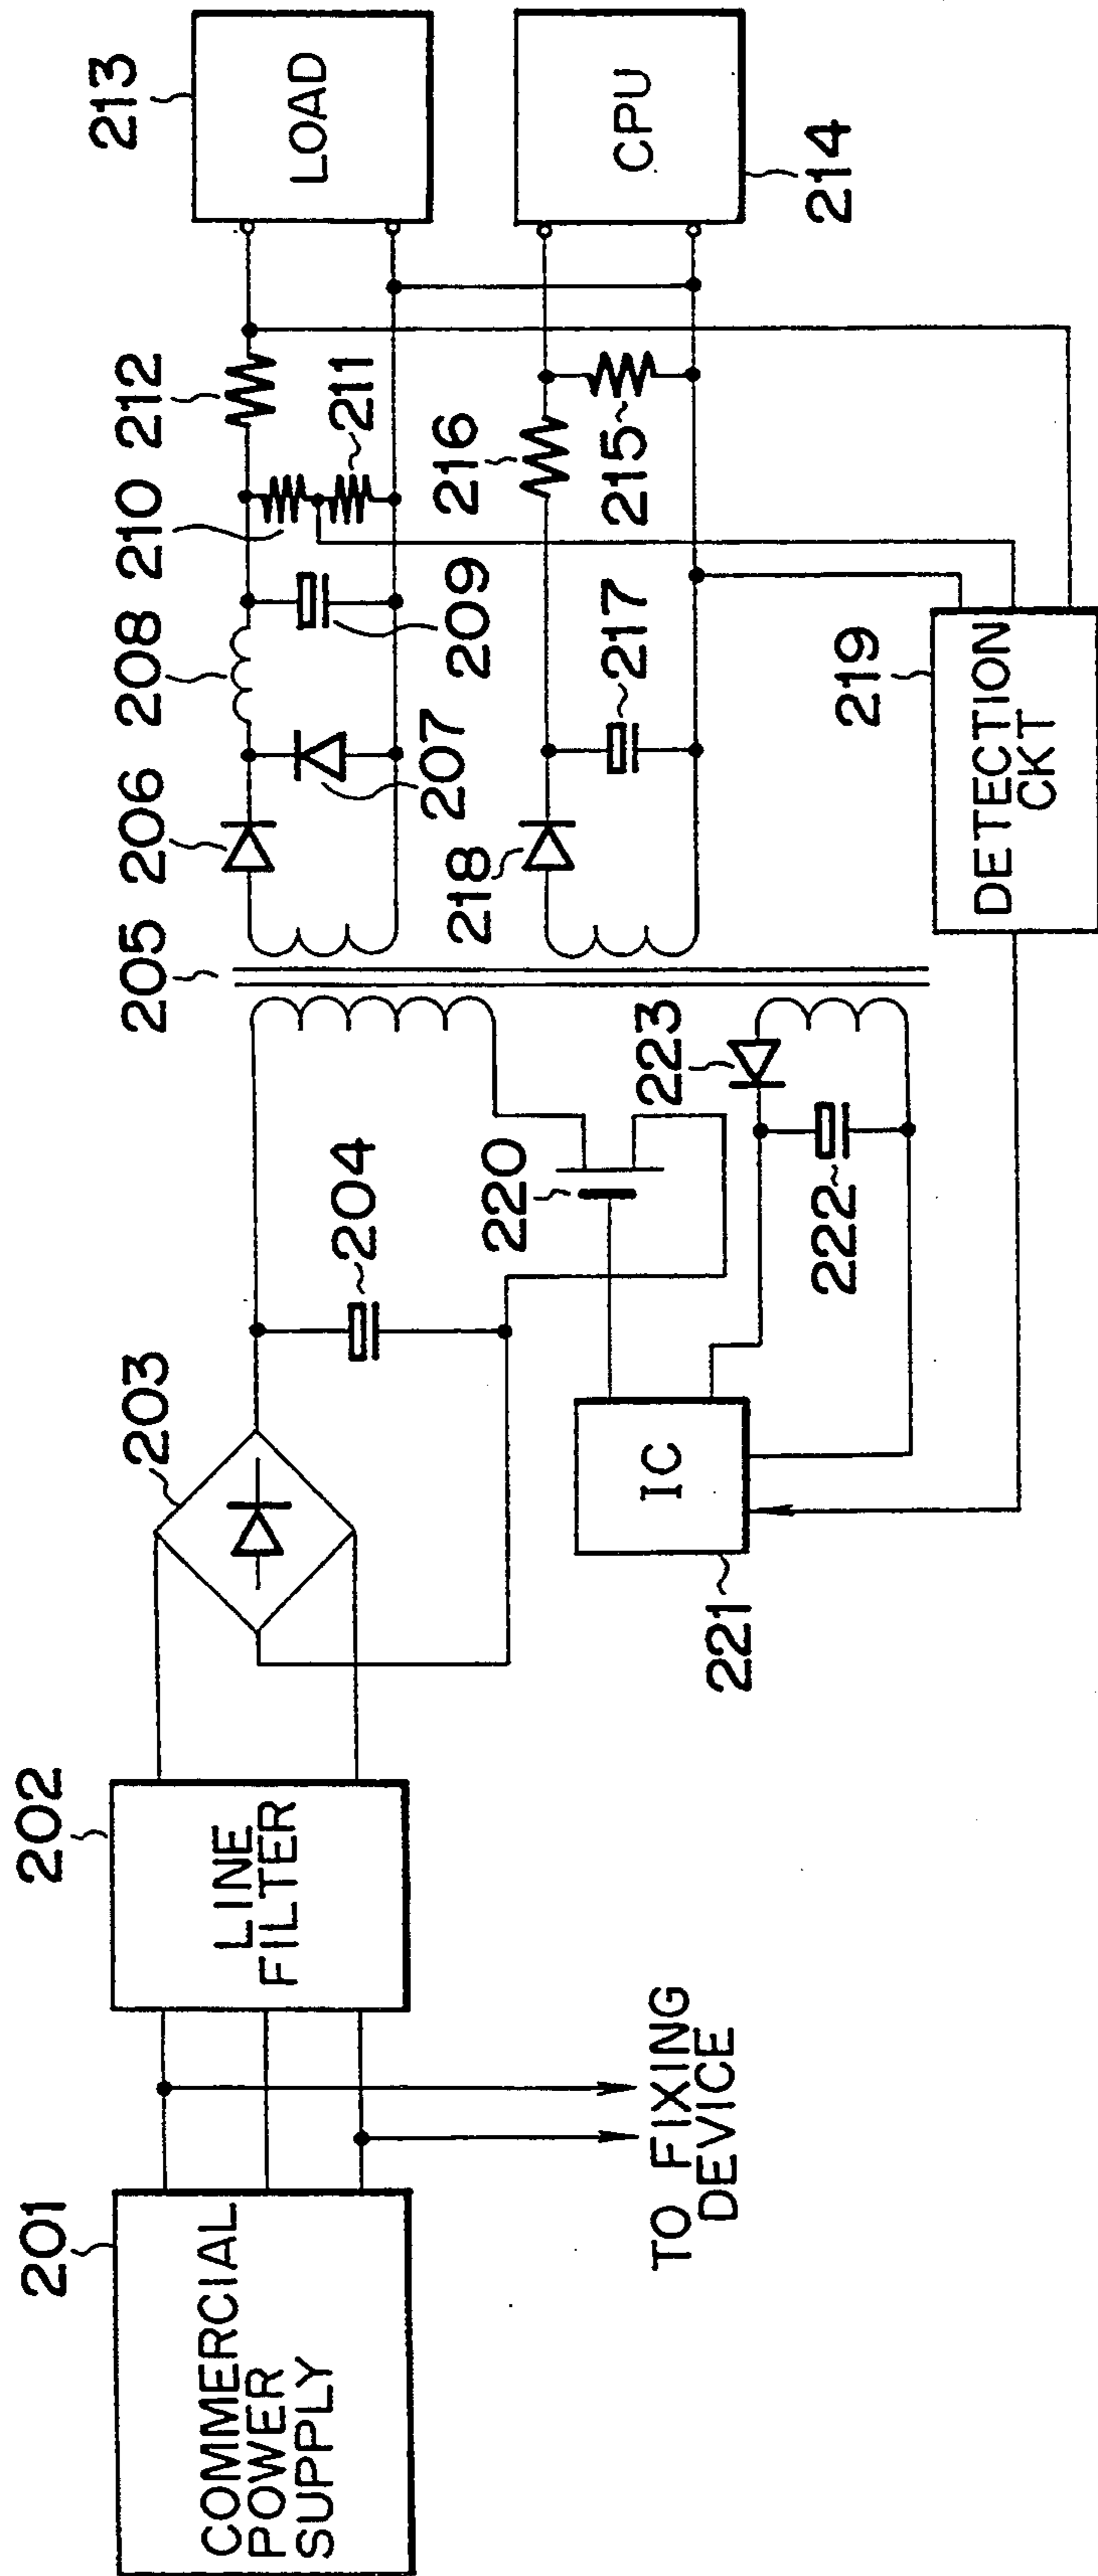 201
COMMERCIAL
POWER
SUPPLY
202
LINE
FILTER
TO FIXING
DEVICE
203
204
205
206
207
208
209
210
211
212
213
LOAD
214
CPU
215
216
217
218
219
DETECTION
CKT
220
221
IC
222
223